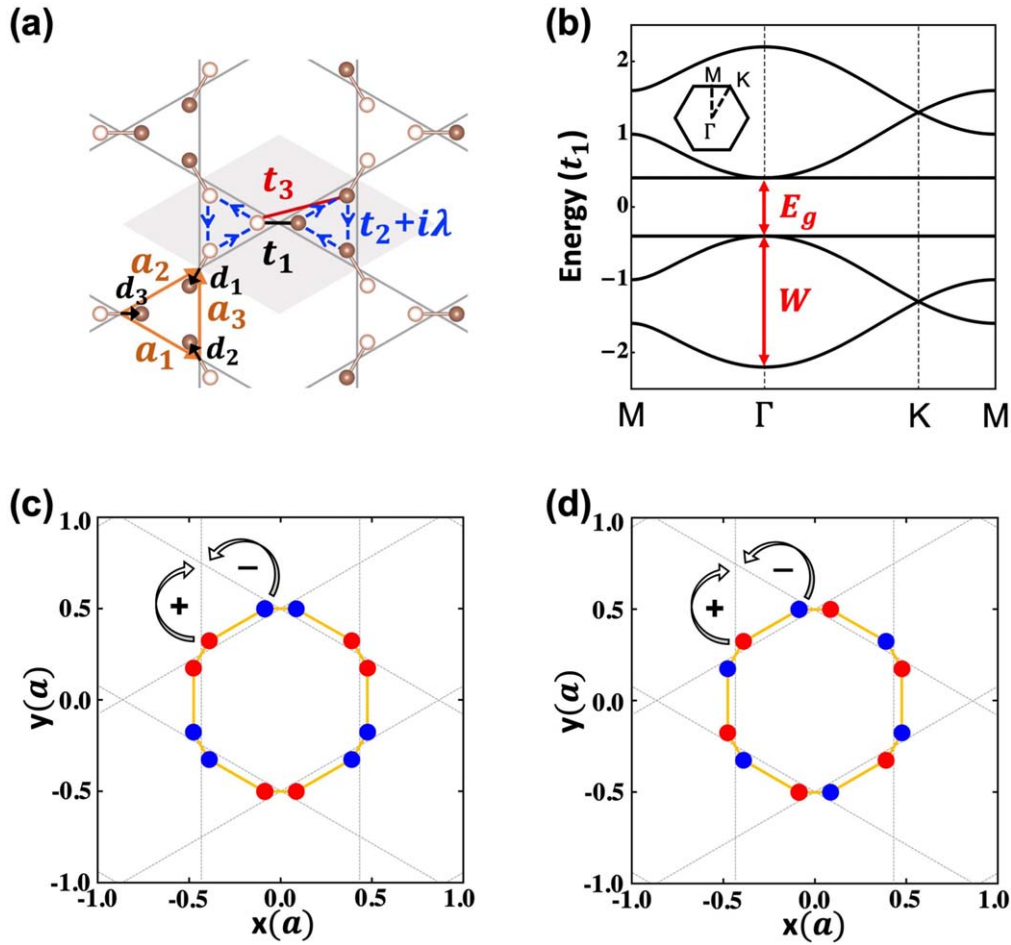 (a)
t₃
t₂+iλ
t₁
a₂
d₁
d₃
a₃
a₁
d₂
(b)
Energy (t₁)
2
1
0
−1
−2
M
K
Γ
E_g
W
M Γ K M
(c)
y(a)
1.0
0.5
0.0
-0.5
-1.0
−
+
-1.0 -0.5 0.0 0.5 1.0
x(a)
(d)
y(a)
1.0
0.5
0.0
-0.5
-1.0
−
+
-1.0 -0.5 0.0 0.5 1.0
x(a)